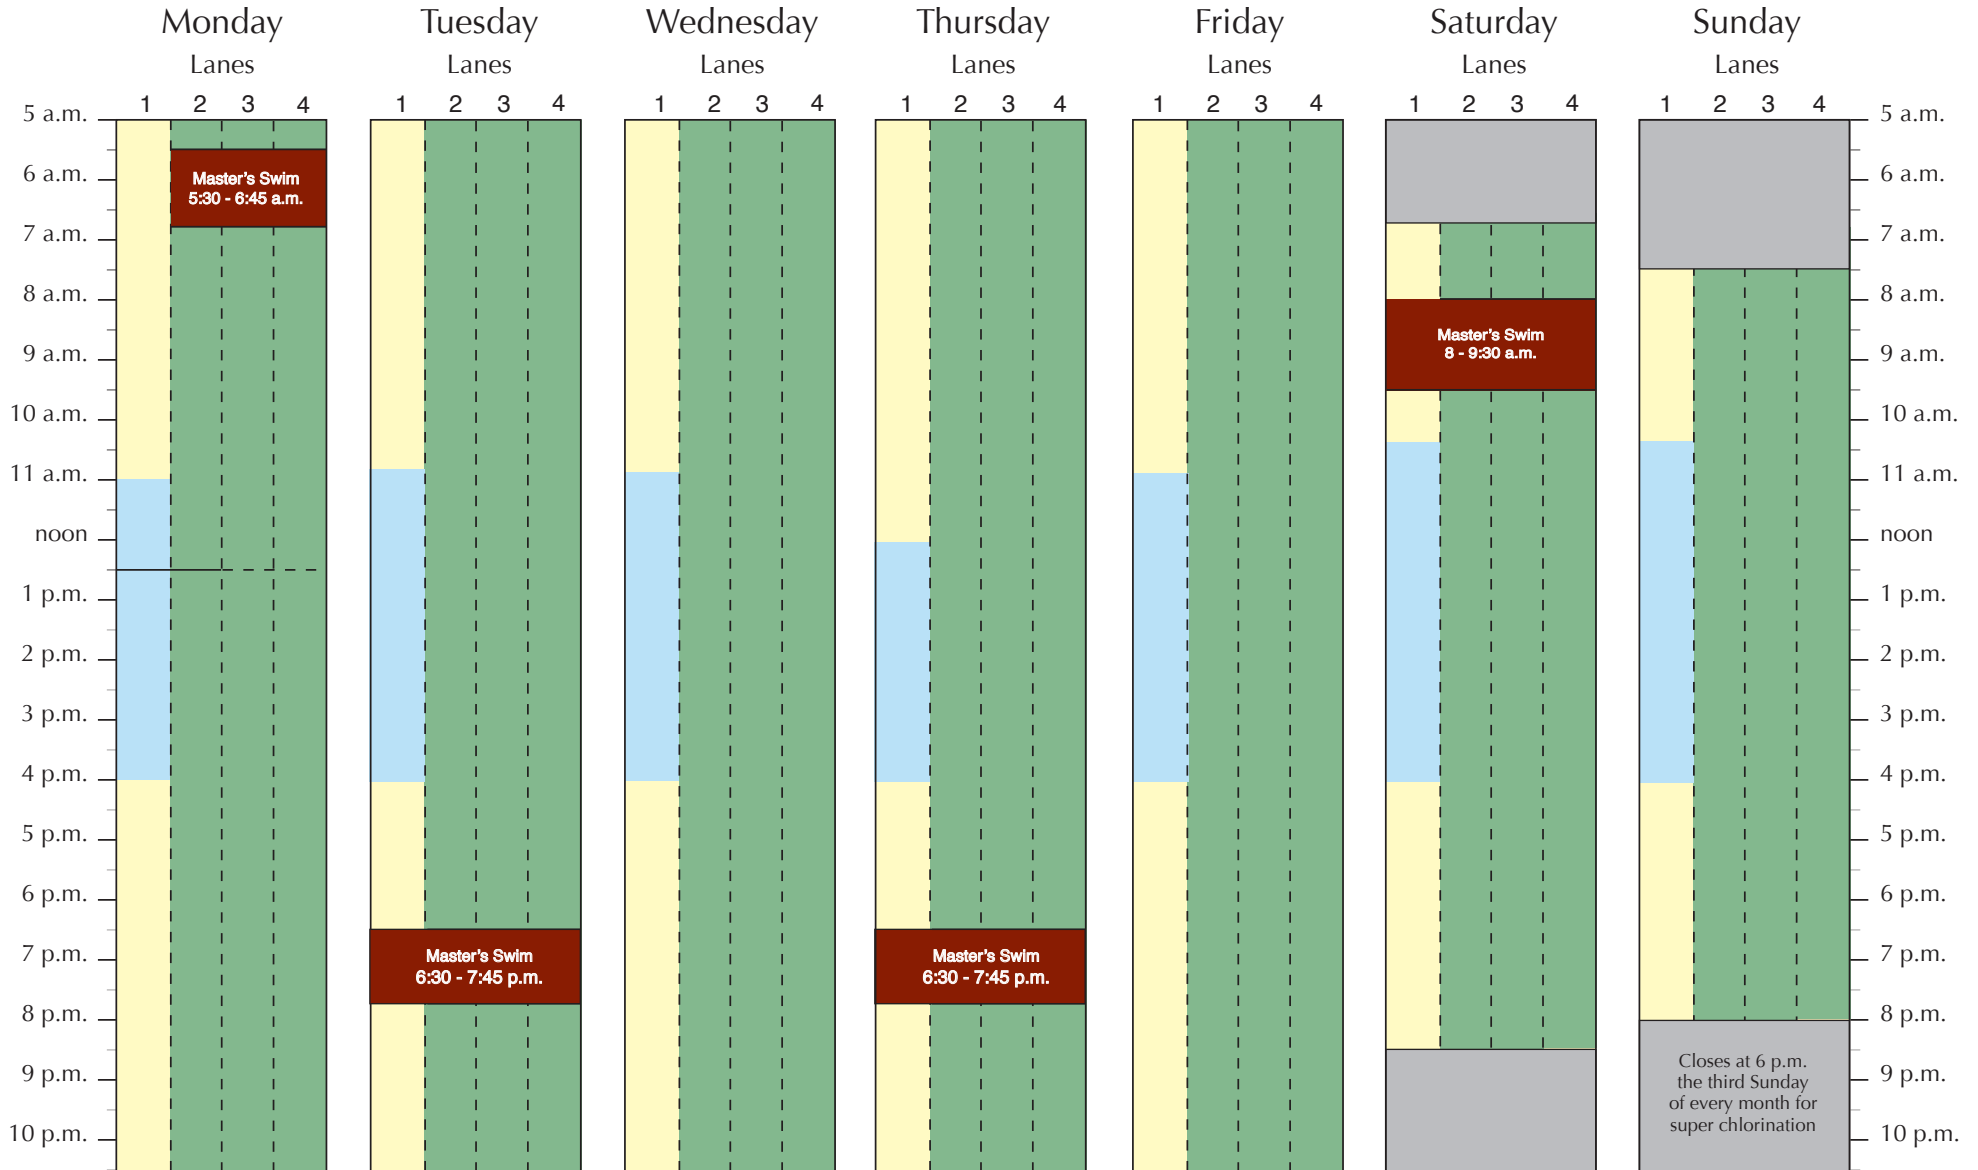 Monday Tuesday Wednesday Thursday Friday Saturday Sunday
Lanes Lanes Lanes Lanes Lanes Lanes Lanes
1 2 3 4 1 2 3 4 1 2 3 4 1 2 3 4 1 2 3 4 1 2 3 4 1 2 3 4
5 a.m. 5 a.m.
6 a.m. Master's Swim 6 a.m.
5:30 - 6:45 a.m.
7 a.m. 7 a.m.
8 a.m. 8 a.m.
Master's Swim
9 a.m. 8 - 9:30 a.m. 9 a.m.
10 a.m. 10 a.m.
11 a.m. 11 a.m.
noon noon
1 p.m. 1 p.m.
2 p.m. 2 p.m.
3 p.m. 3 p.m.
4 p.m. 4 p.m.
5 p.m. 5 p.m.
6 p.m. 6 p.m.
7 p.m. Master's Swim Master's Swim 7 p.m.
6:30 - 7:45 p.m. 6:30 - 7:45 p.m.
8 p.m. 8 p.m.
Closes at 6 p.m.
9 p.m. the third Sunday 9 p.m.
of every month for
super chlorination
10 p.m. 10 p.m.